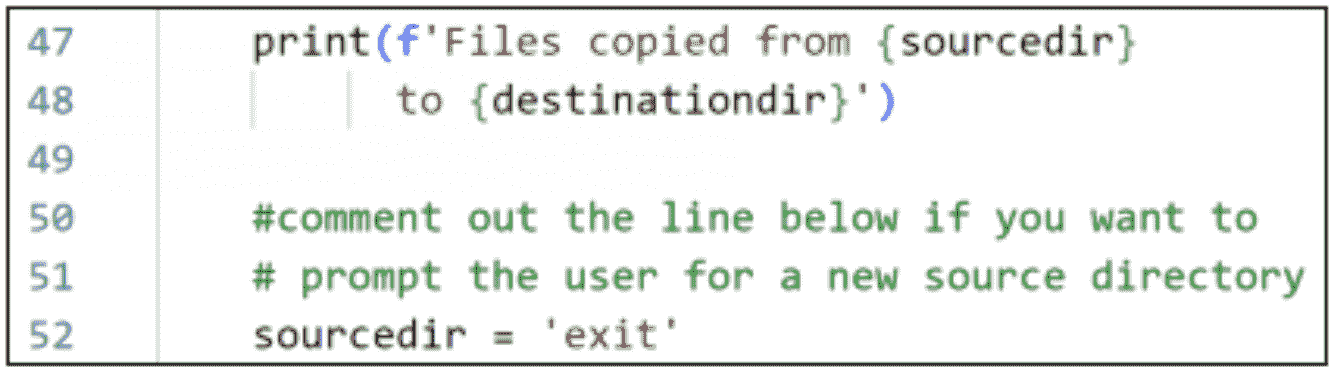 47 print(f'Files copied from {sourcedir}
48 to {destinationdir}')
49
50 #comment out the line below if you want to
51 # prompt the user for a new source directory
52 sourcedir = 'exit'